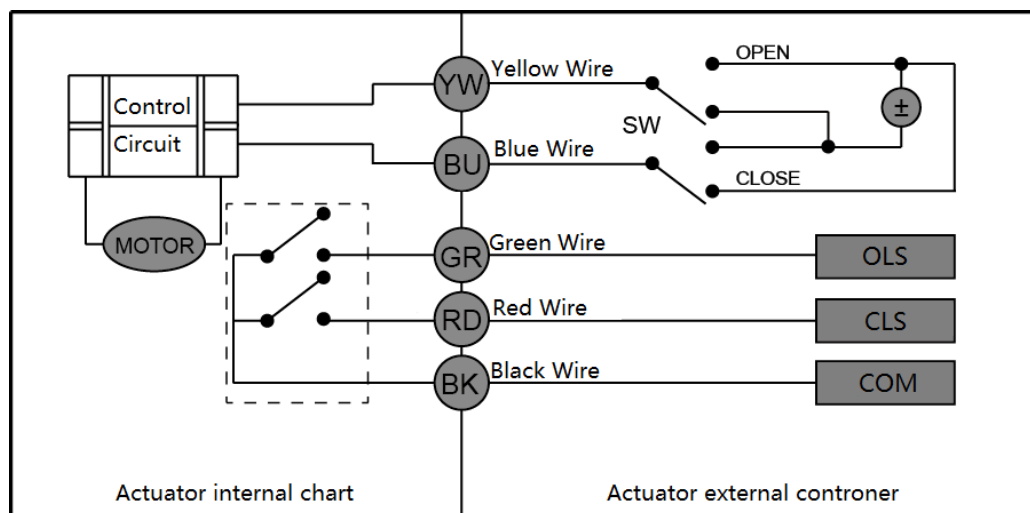 Control
Circuit
MOTOR
YW
Yellow Wire
OPEN
SW
±
BU
Blue Wire
CLOSE
GR
Green Wire
OLS
RD
Red Wire
CLS
BK
Black Wire
COM
Actuator internal chart
Actuator external controner